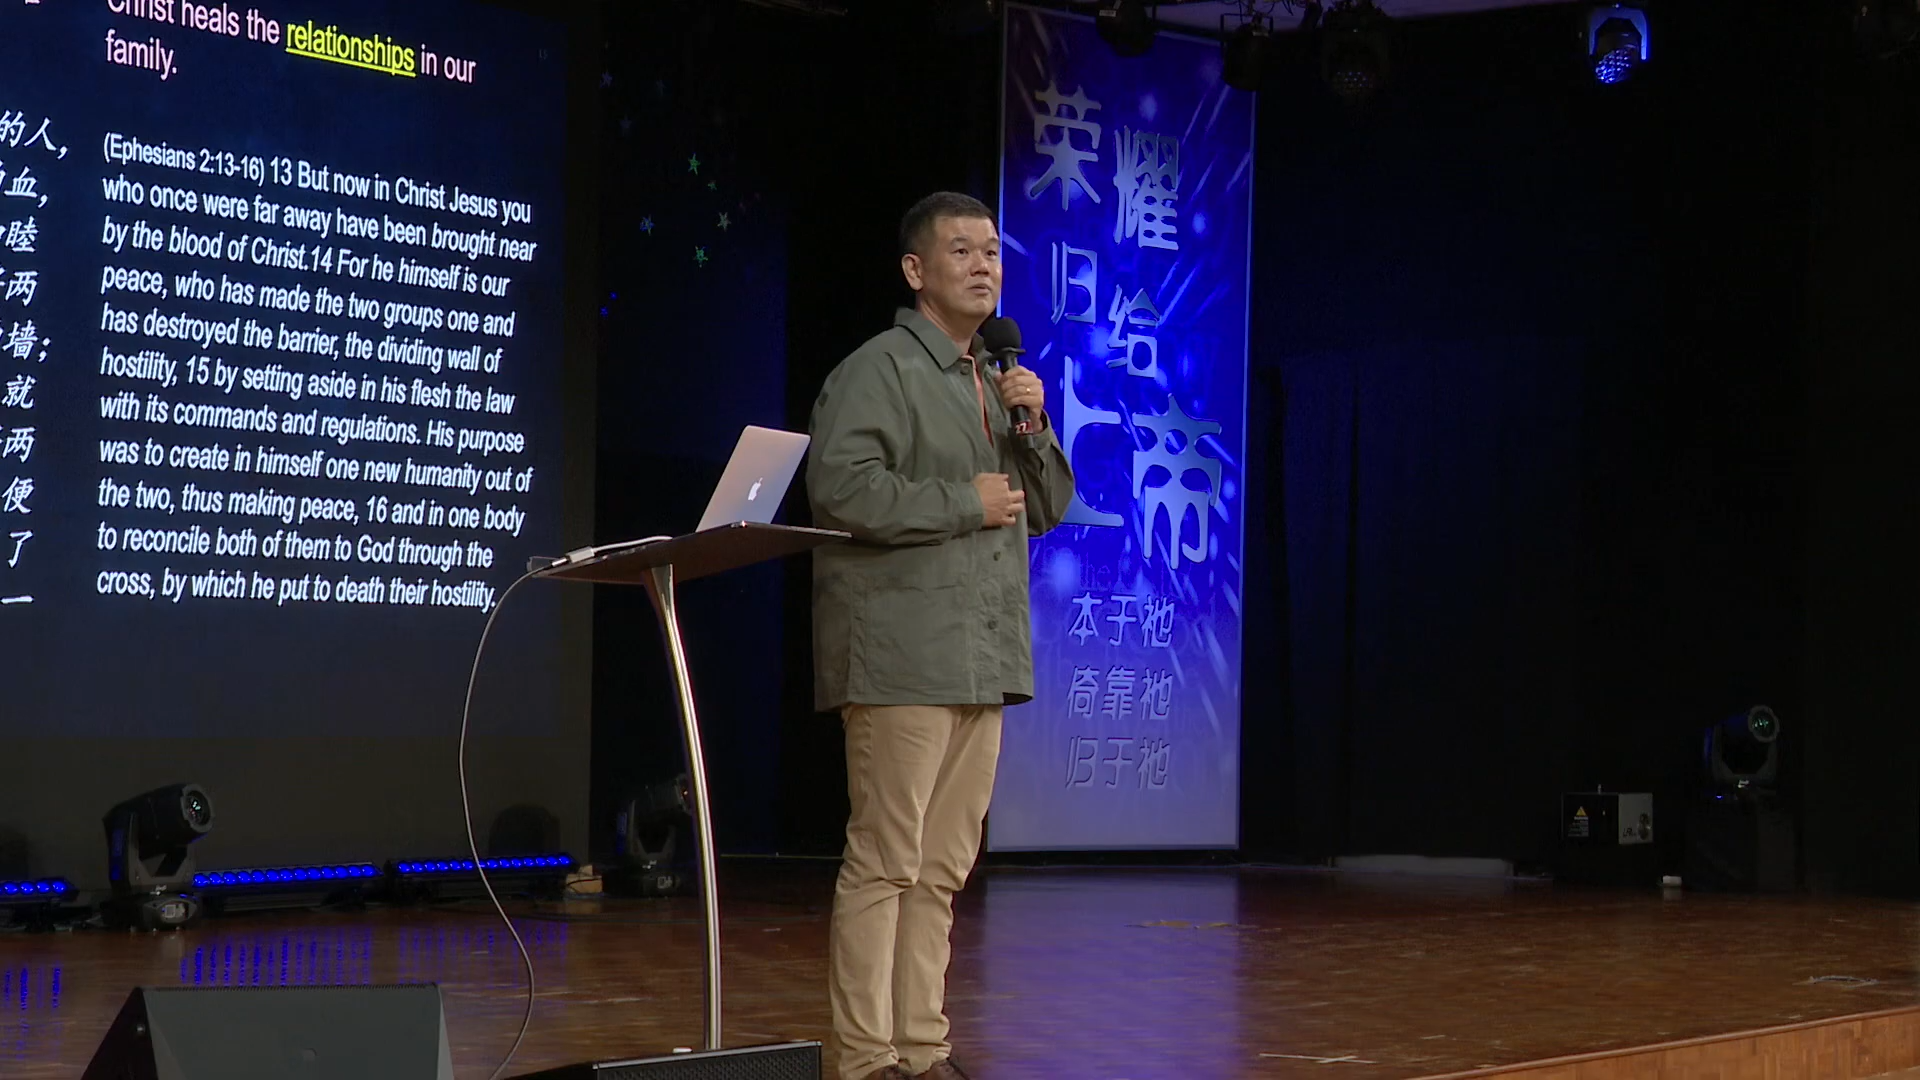 Christ heals the relationships in our
family.
的人，
血，
睦
两
墙；
就
两
便
了
一
(Ephesians 2:13-16) 13 But now in Christ Jesus you
who once were far away have been brought near
by the blood of Christ.14 For he himself is our
peace, who has made the two groups one and
has destroyed the barrier, the dividing wall of
hostility, 15 by setting aside in his flesh the law
with its commands and regulations. His purpose
was to create in himself one new humanity out of
the two, thus making peace, 16 and in one body
to reconcile both of them to God through the
cross, by which he put to death their hostility.
荣耀
归给
上帝
本于祂
倚靠祂
归于祂